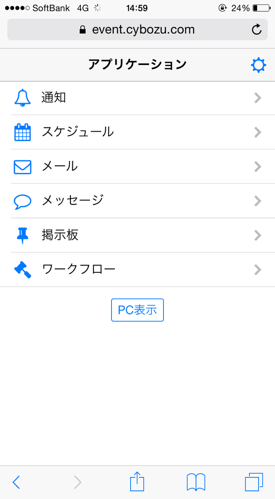 SoftBank 4G 14:59 24%
event.cybozu.com
アプリケーション
通知
スケジュール
メール
メッセージ
掲示板
ワークフロー
PC表示